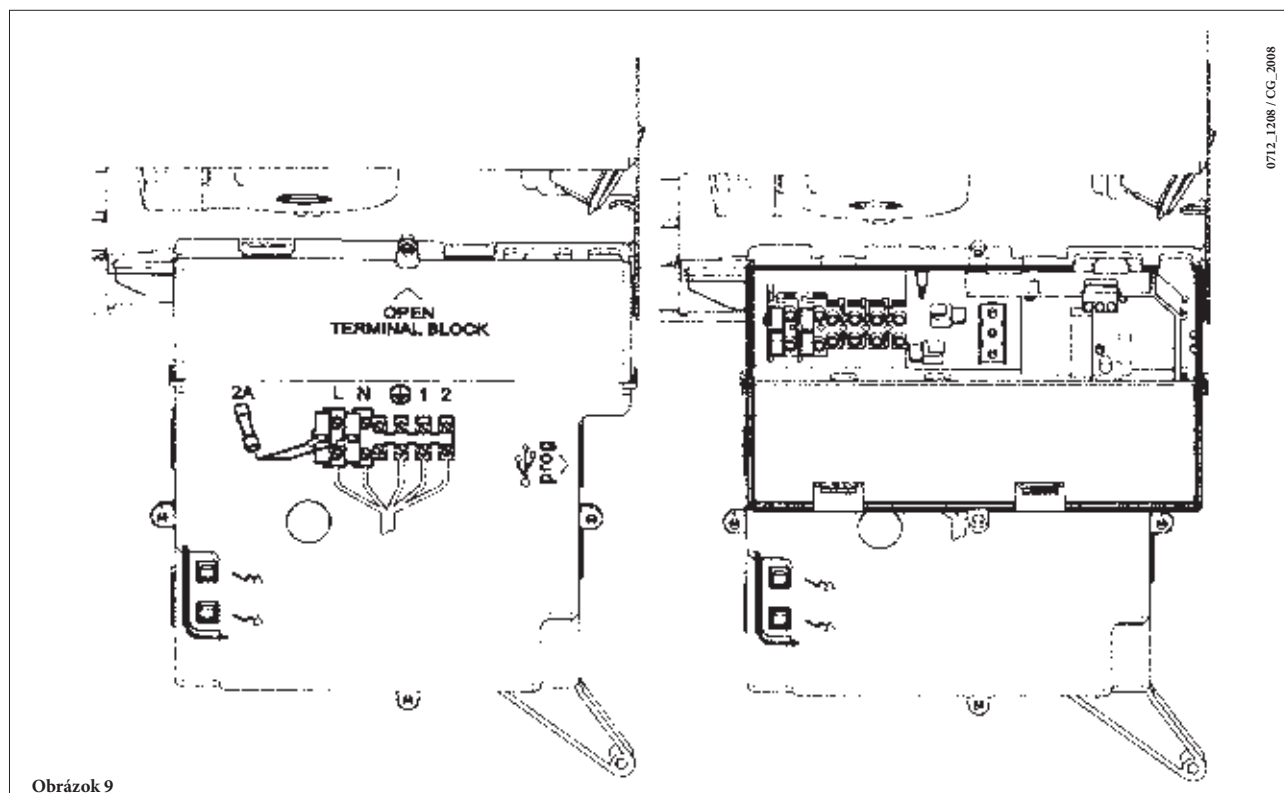 0712_1208 / CG_2008
OPEN
TERMINAL BLOCK
2A
L N 1 2
prog
Obrázok 9